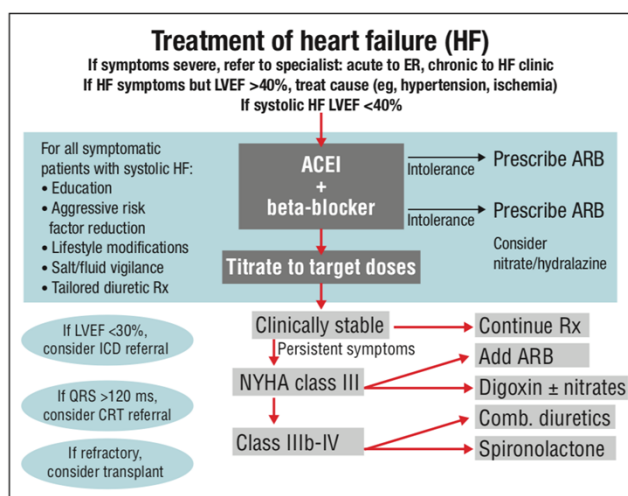 Treatment of heart failure (HF)
If symptoms severe, refer to specialist: acute to ER, chronic to HF clinic
If HF symptoms but LVEF >40%, treat cause (eg, hypertension, ischemia)
If systolic HF LVEF <40%
For all symptomatic
patients with systolic HF:
• Education
• Aggressive risk
factor reduction
• Lifestyle modifications
• Salt/fluid vigilance
• Tailored diuretic Rx
ACEI
+
beta-blocker
Intolerance
Prescribe ARB
Intolerance
Prescribe ARB
Consider
nitrate/hydralazine
Titrate to target doses
If LVEF <30%,
consider ICD referral
If QRS >120 ms,
consider CRT referral
If refractory,
consider transplant
Clinically stable
Continue Rx
Persistent symptoms
Add ARB
NYHA class III
Digoxin ± nitrates
Comb. diuretics
Class IIIb-IV
Spironolactone